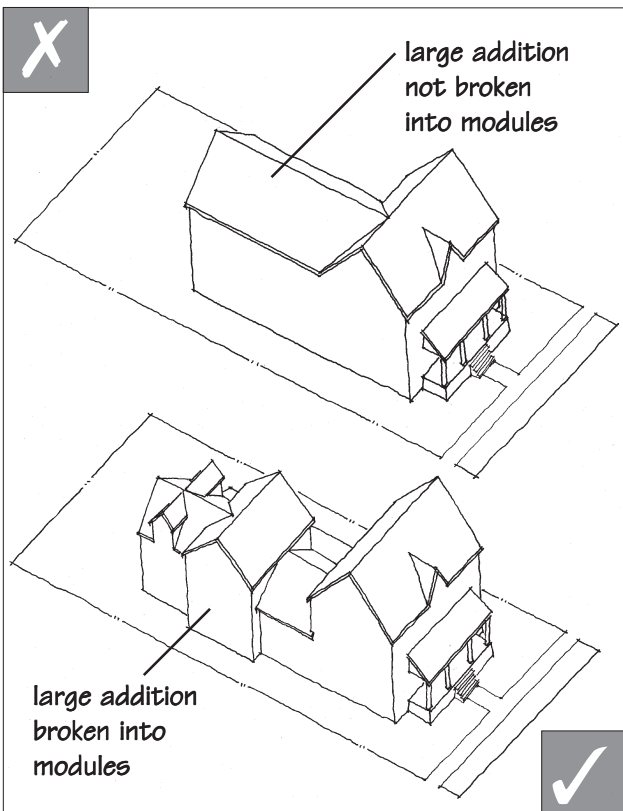 large addition
not broken
into modules
large addition
broken into
modules